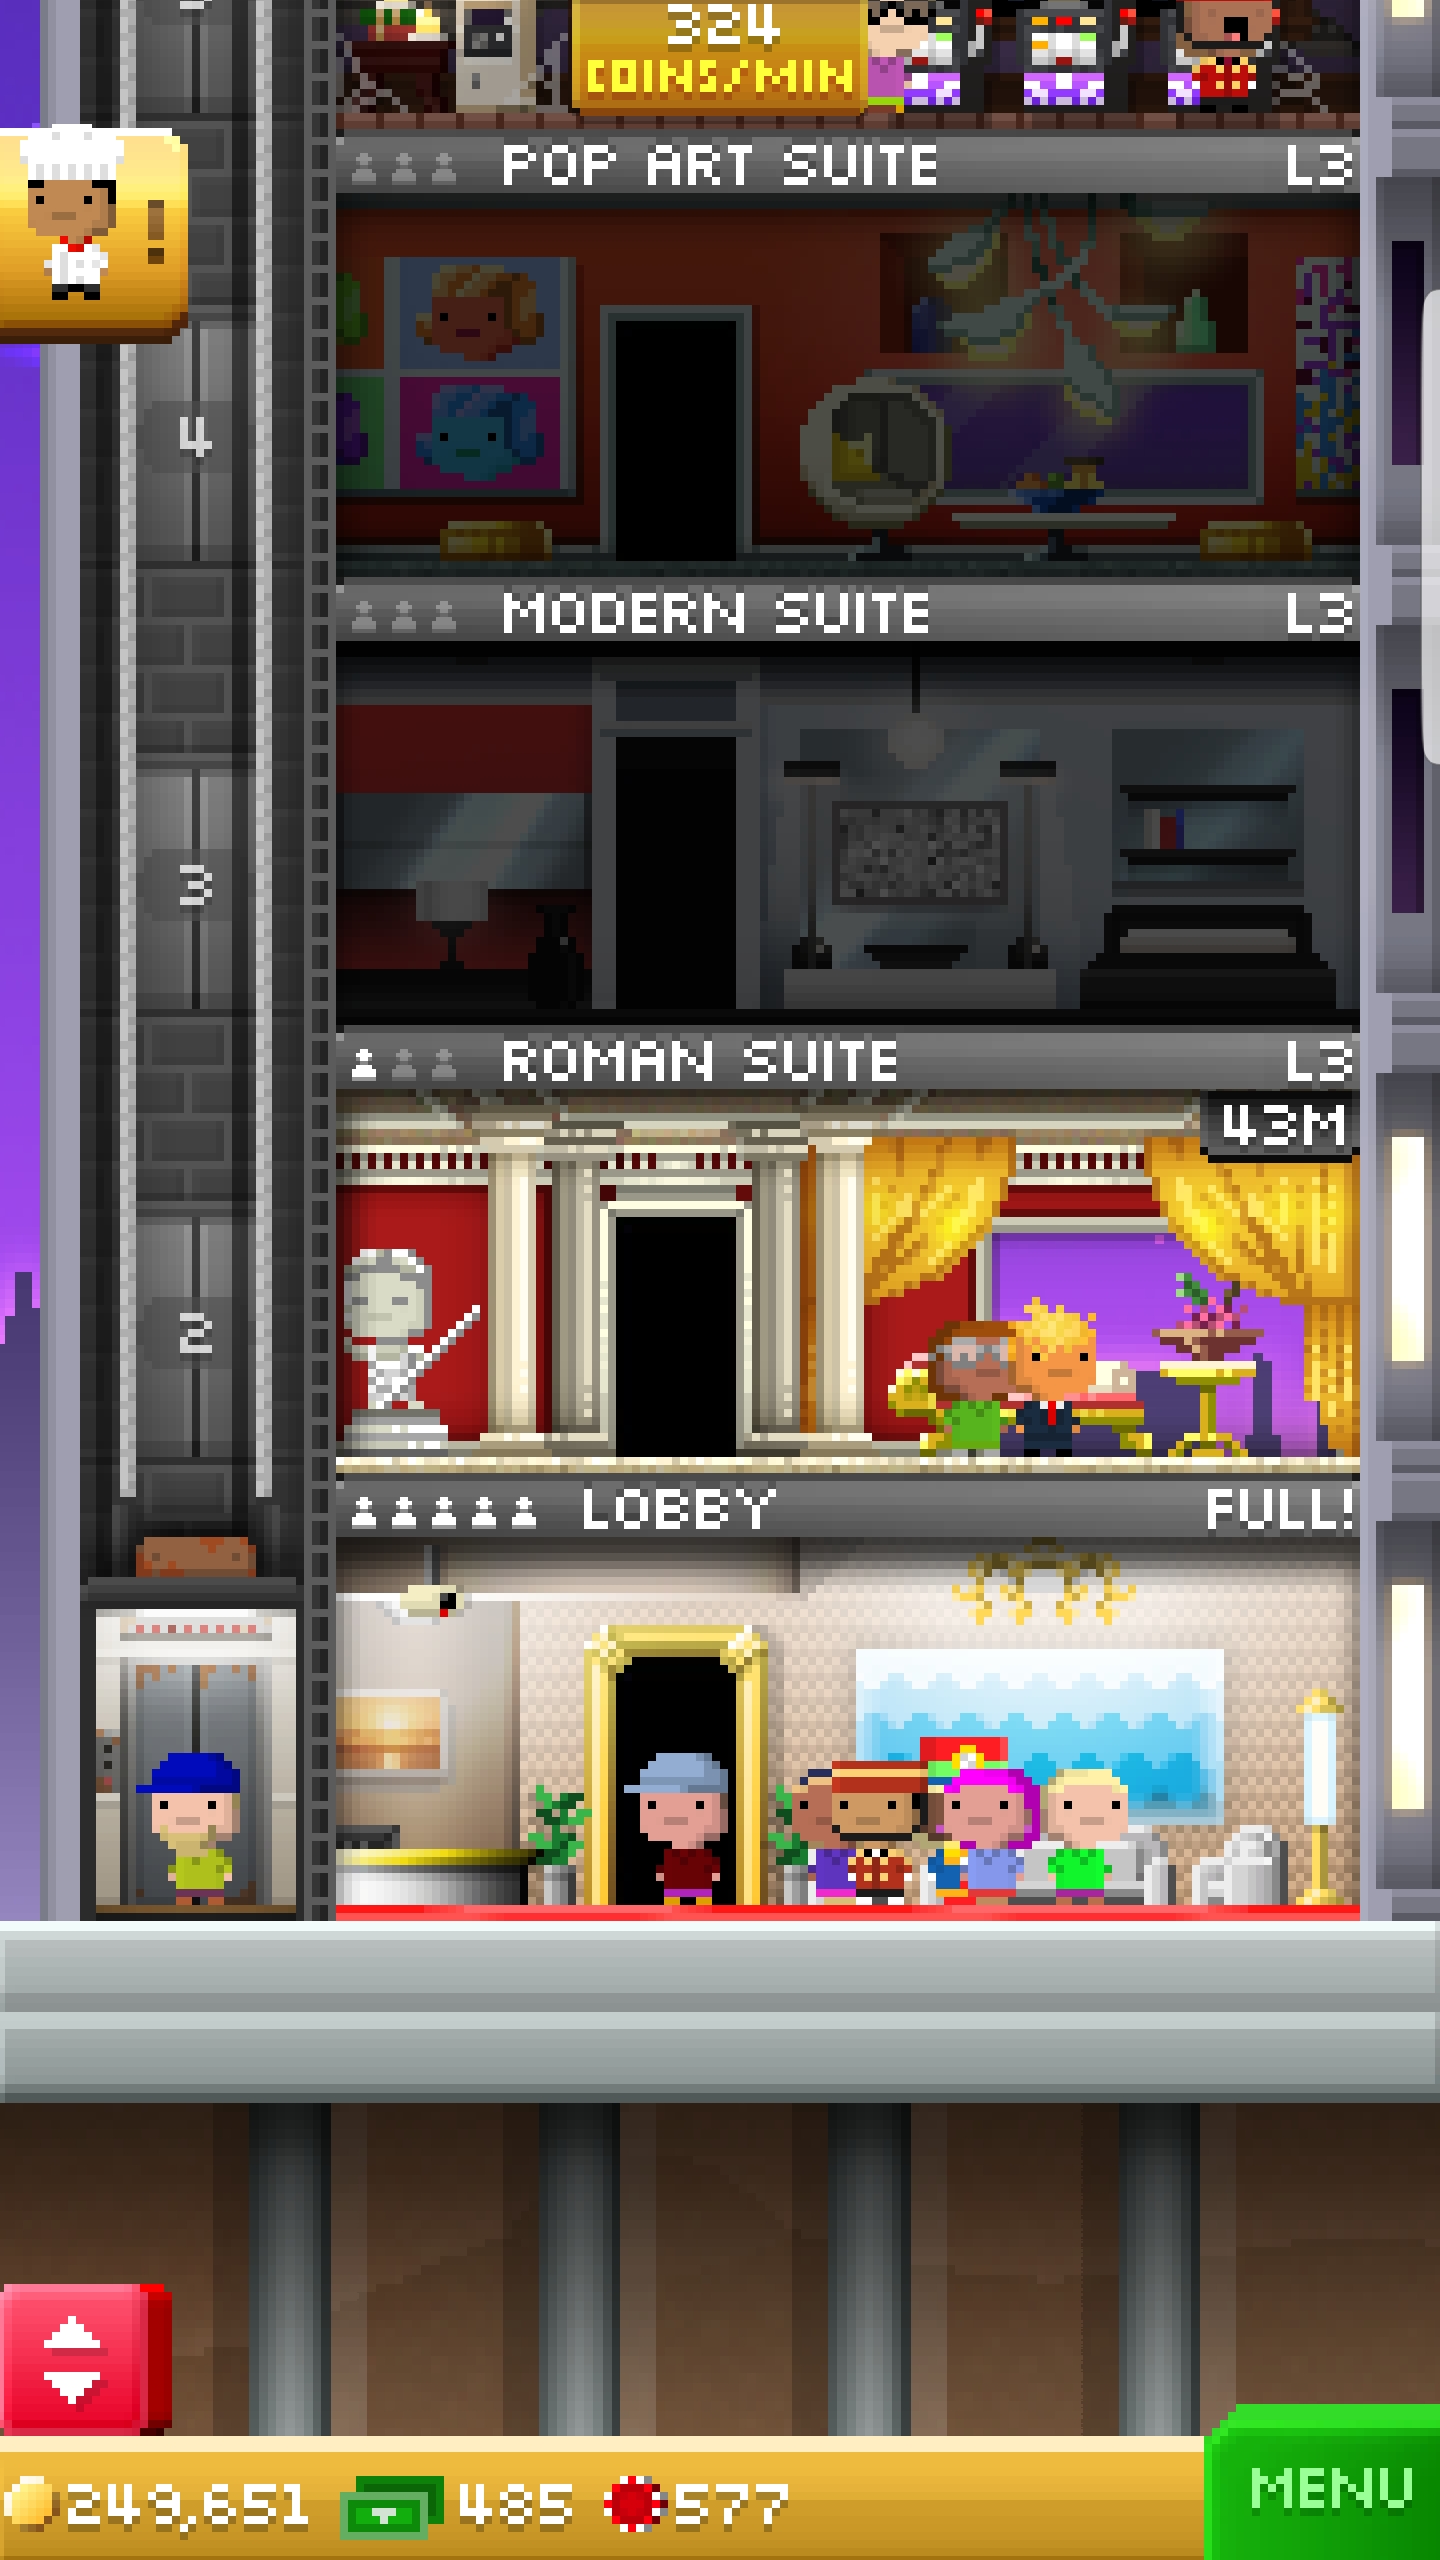 324
COINS/MIN
POP ART SUITE L3
!
4
MODERN SUITE L3
3
ROMAN SUITE L3
43M
2
LOBBY FULL!
MENU
249,651 485 577